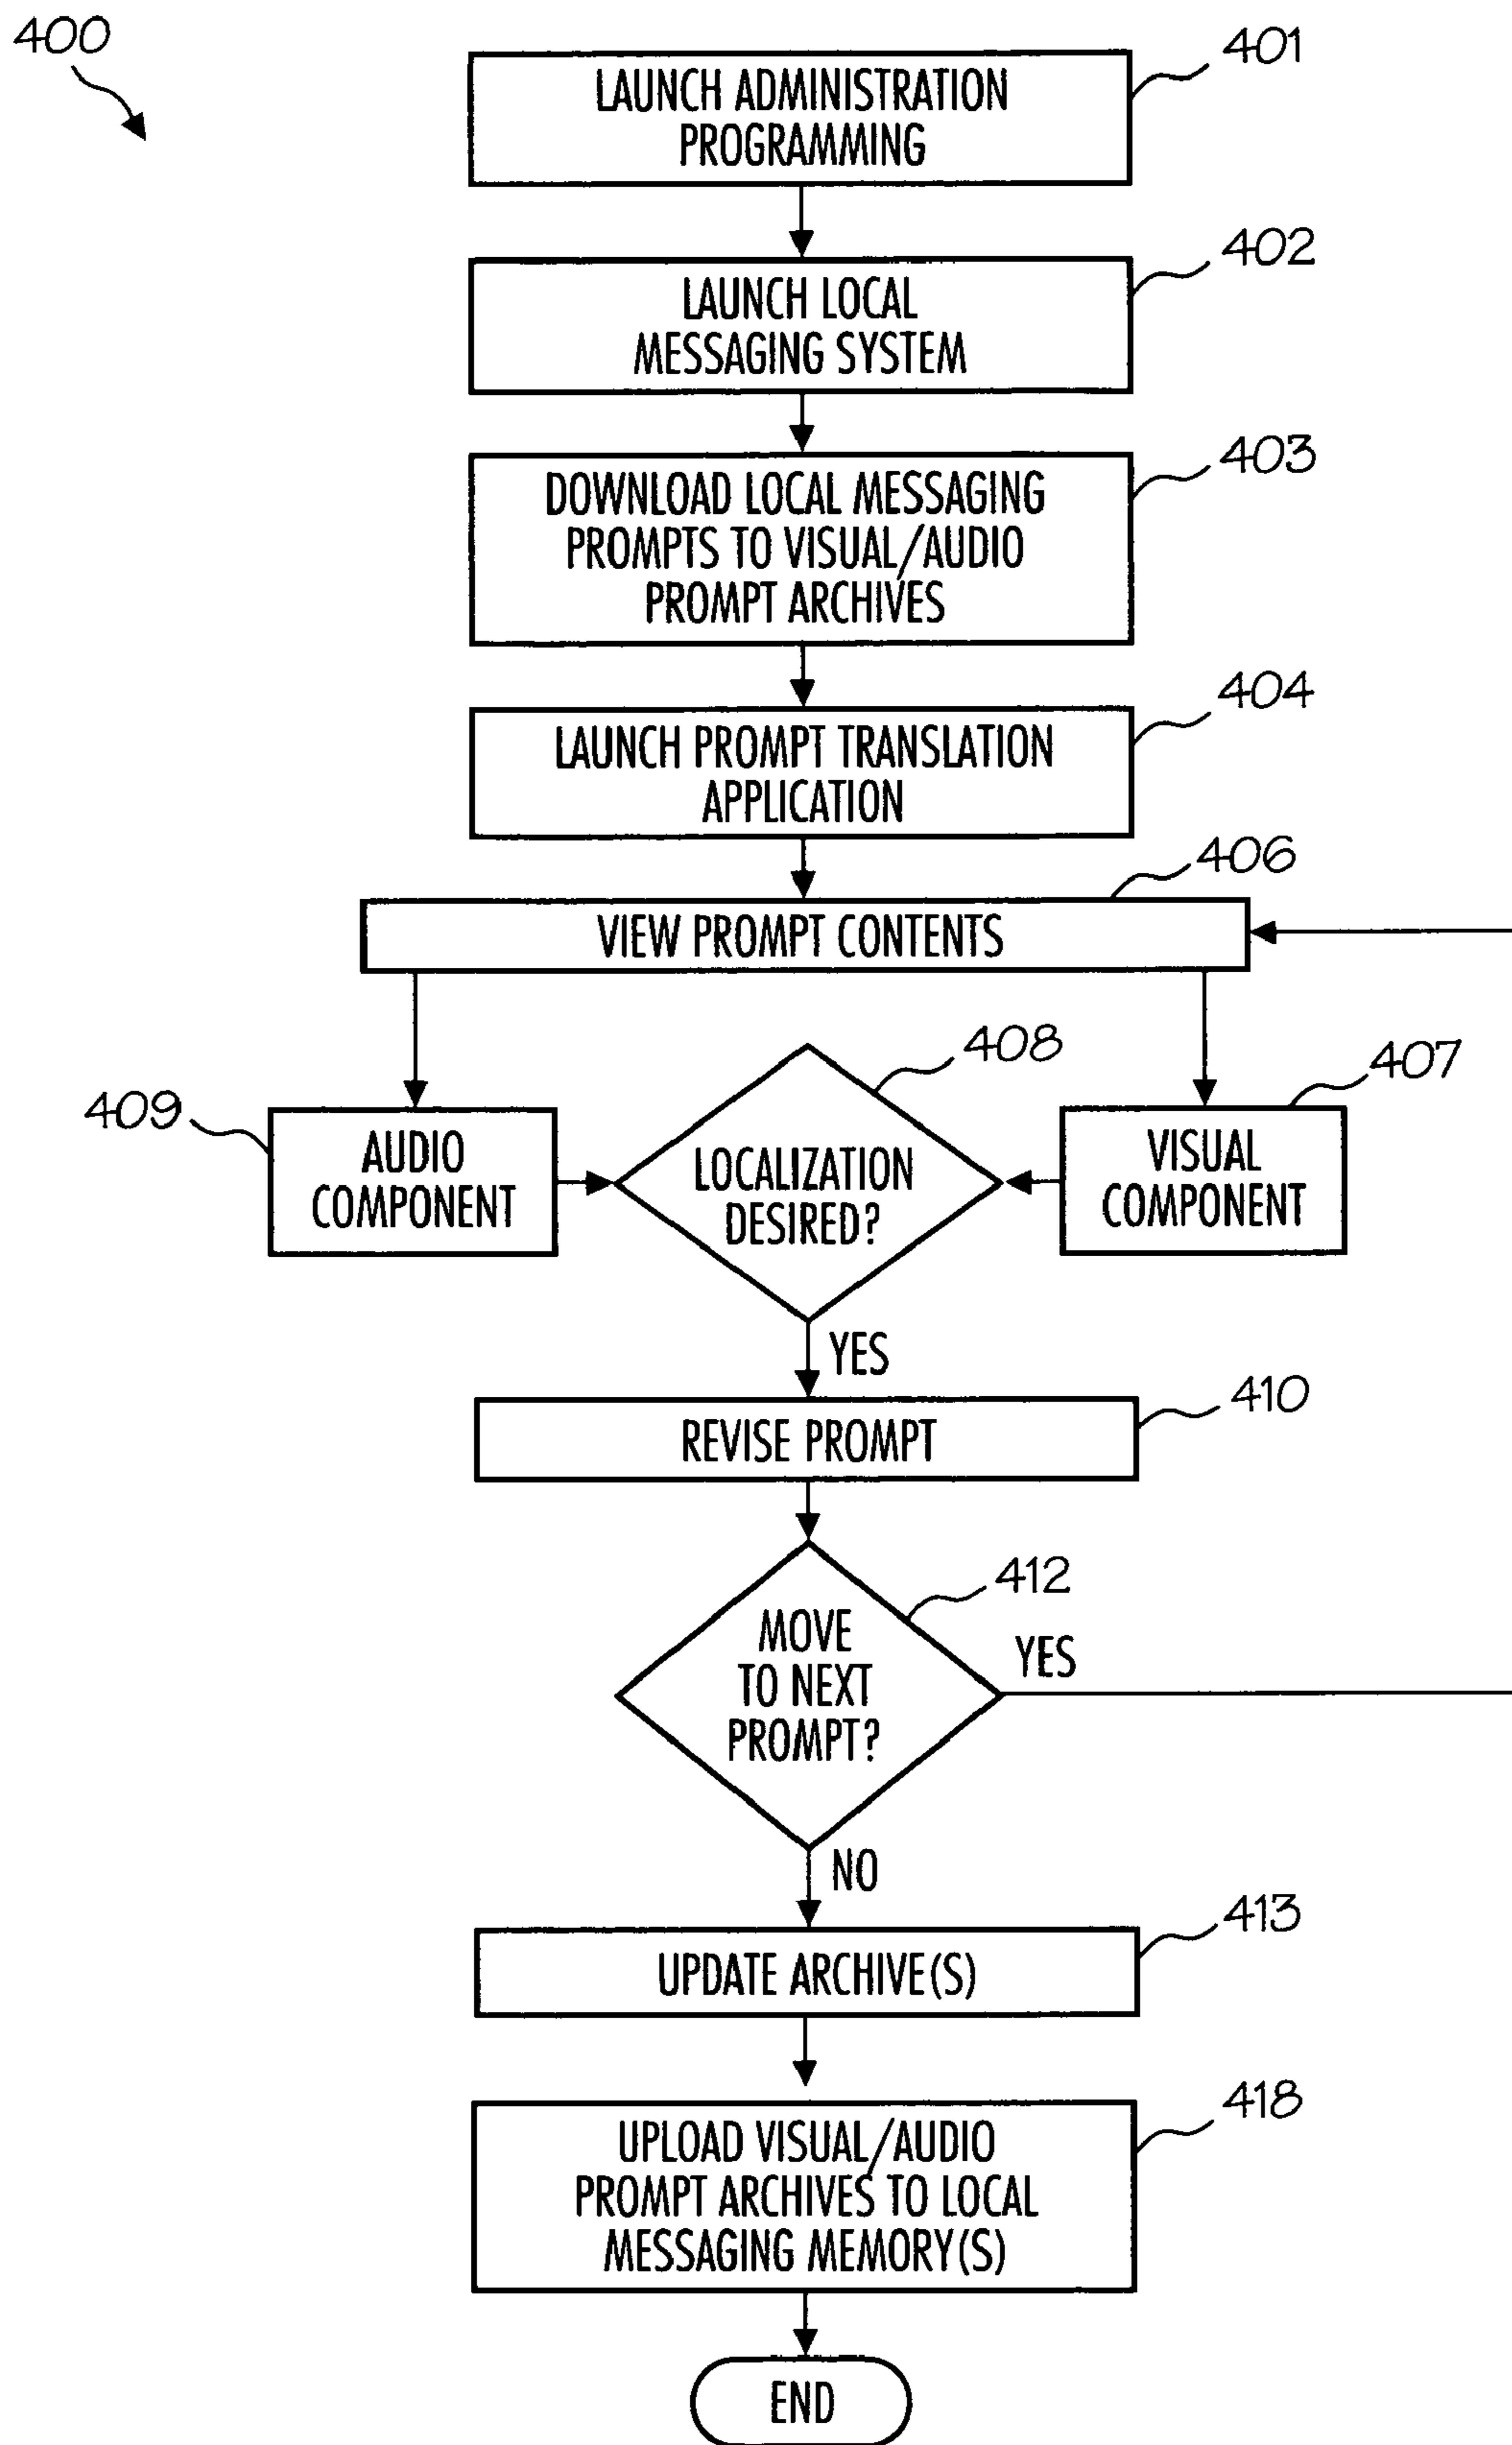 400
401
LAUNCH ADMINISTRATION
PROGRAMMING
402
LAUNCH LOCAL
MESSAGING SYSTEM
403
DOWNLOAD LOCAL MESSAGING
PROMPTS TO VISUAL/AUDIO
PROMPT ARCHIVES
404
LAUNCH PROMPT TRANSLATION
APPLICATION
406
VIEW PROMPT CONTENTS
408
407
409
AUDIO
COMPONENT
LOCALIZATION
DESIRED?
VISUAL
COMPONENT
YES
410
REVISE PROMPT
412
MOVE
TO NEXT
PROMPT?
YES
NO
413
UPDATE ARCHIVE(S)
418
UPLOAD VISUAL/AUDIO
PROMPT ARCHIVES TO LOCAL
MESSAGING MEMORY(S)
END